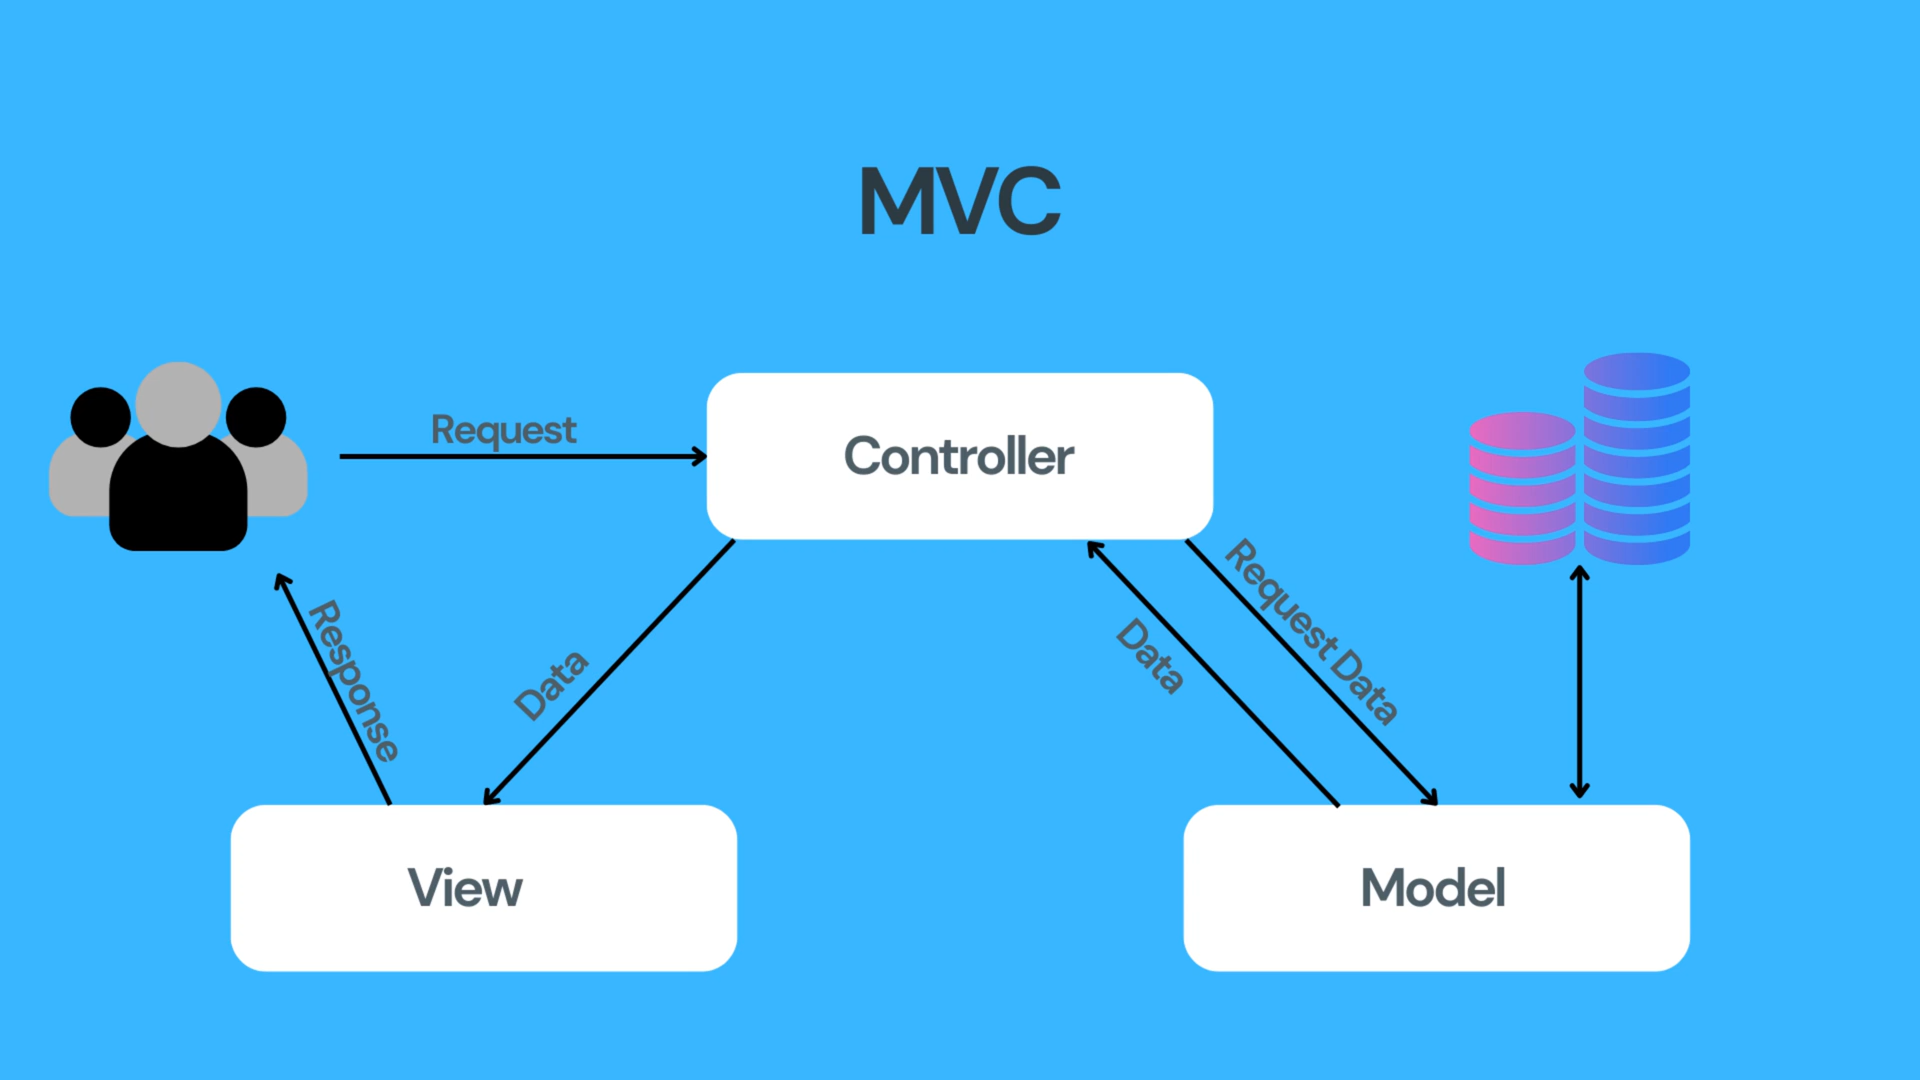 MVC
Request
Controller
Response
Data
Data
Request Data
View
Model